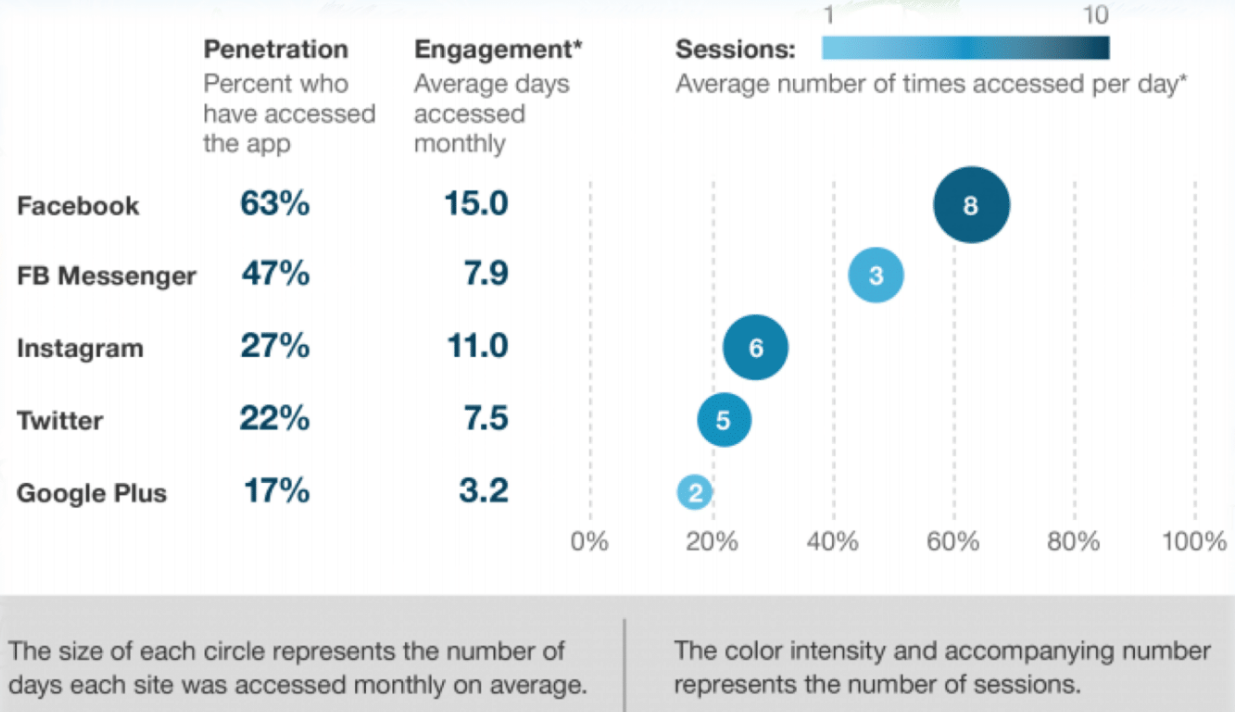 1 10
Penetration Engagement* Sessions:
Percent who Average days Average number of times accessed per day*
have accessed accessed
the app monthly
Facebook 63% 15.0 8
FB Messenger 47% 7.9 3
Instagram 27% 11.0 6
Twitter 22% 7.5 5
Google Plus 17% 3.2 2
0% 20% 40% 60% 80% 100%
The size of each circle represents the number of
days each site was accessed monthly on average.
The color intensity and accompanying number
represents the number of sessions.